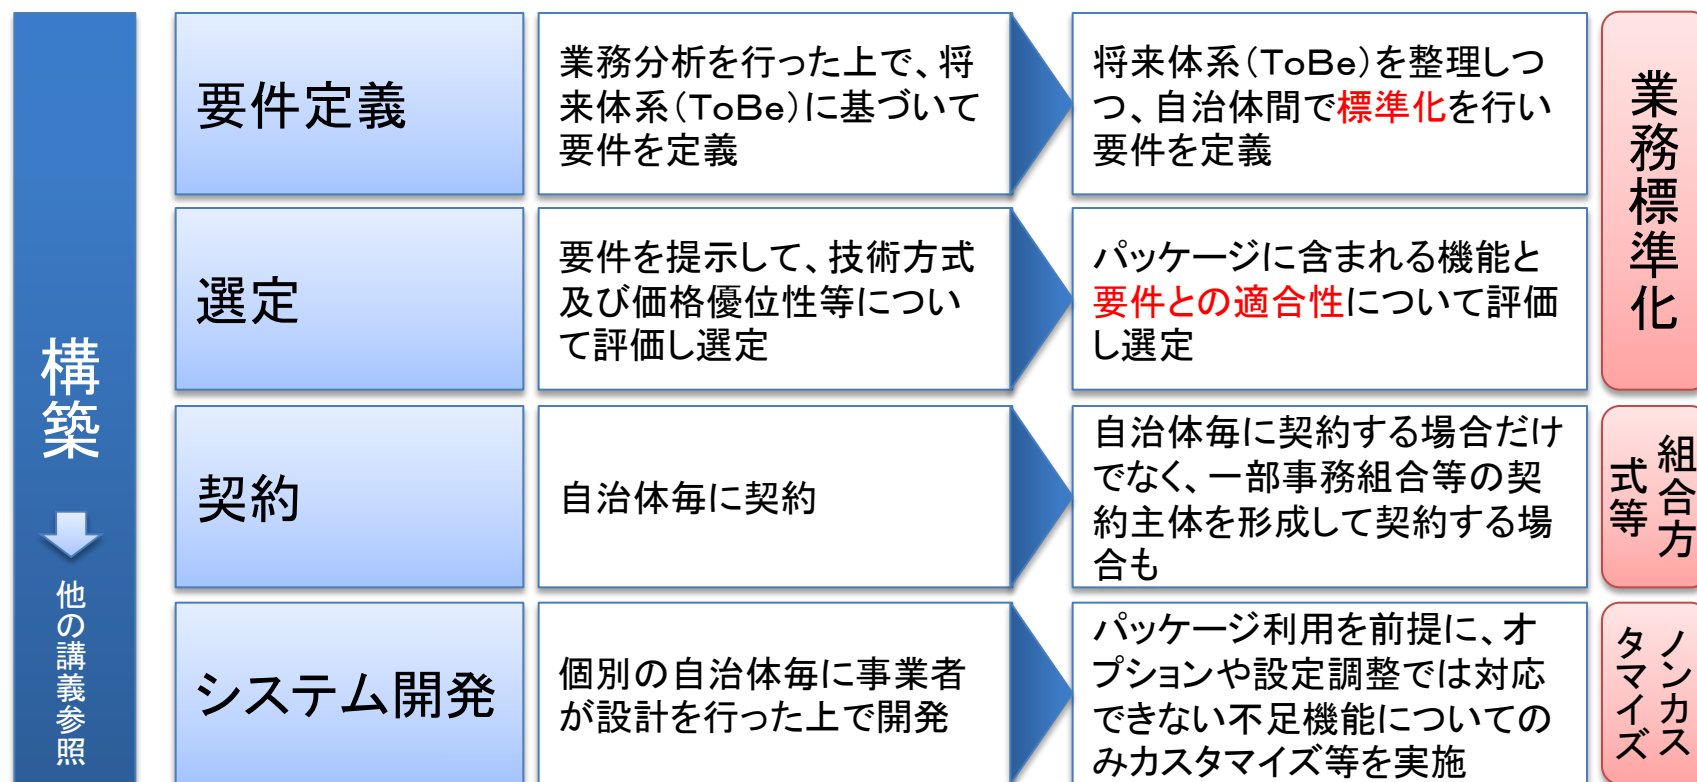 構築
他の講義参照
要件定義
業務分析を行った上で、将
来体系(ToBe)に基づいて
要件を定義
将来体系(ToBe)を整理しつ
つ、自治体間で標準化を行い
要件を定義
業務標準化
選定
要件を提示して、技術方式
及び価格優位性等につい
て評価し選定
パッケージに含まれる機能と
要件との適合性について評価
し選定
契約
自治体毎に契約
自治体毎に契約する場合だけ
でなく、一部事務組合等の契
約主体を形成して契約する場
合も
組合方
式等
システム開発
個別の自治体毎に事業者
が設計を行った上で開発
パッケージ利用を前提に、オ
プションや設定調整では対応
できない不足機能についての
みカスタマイズ等を実施
ノンカス
タマイズ